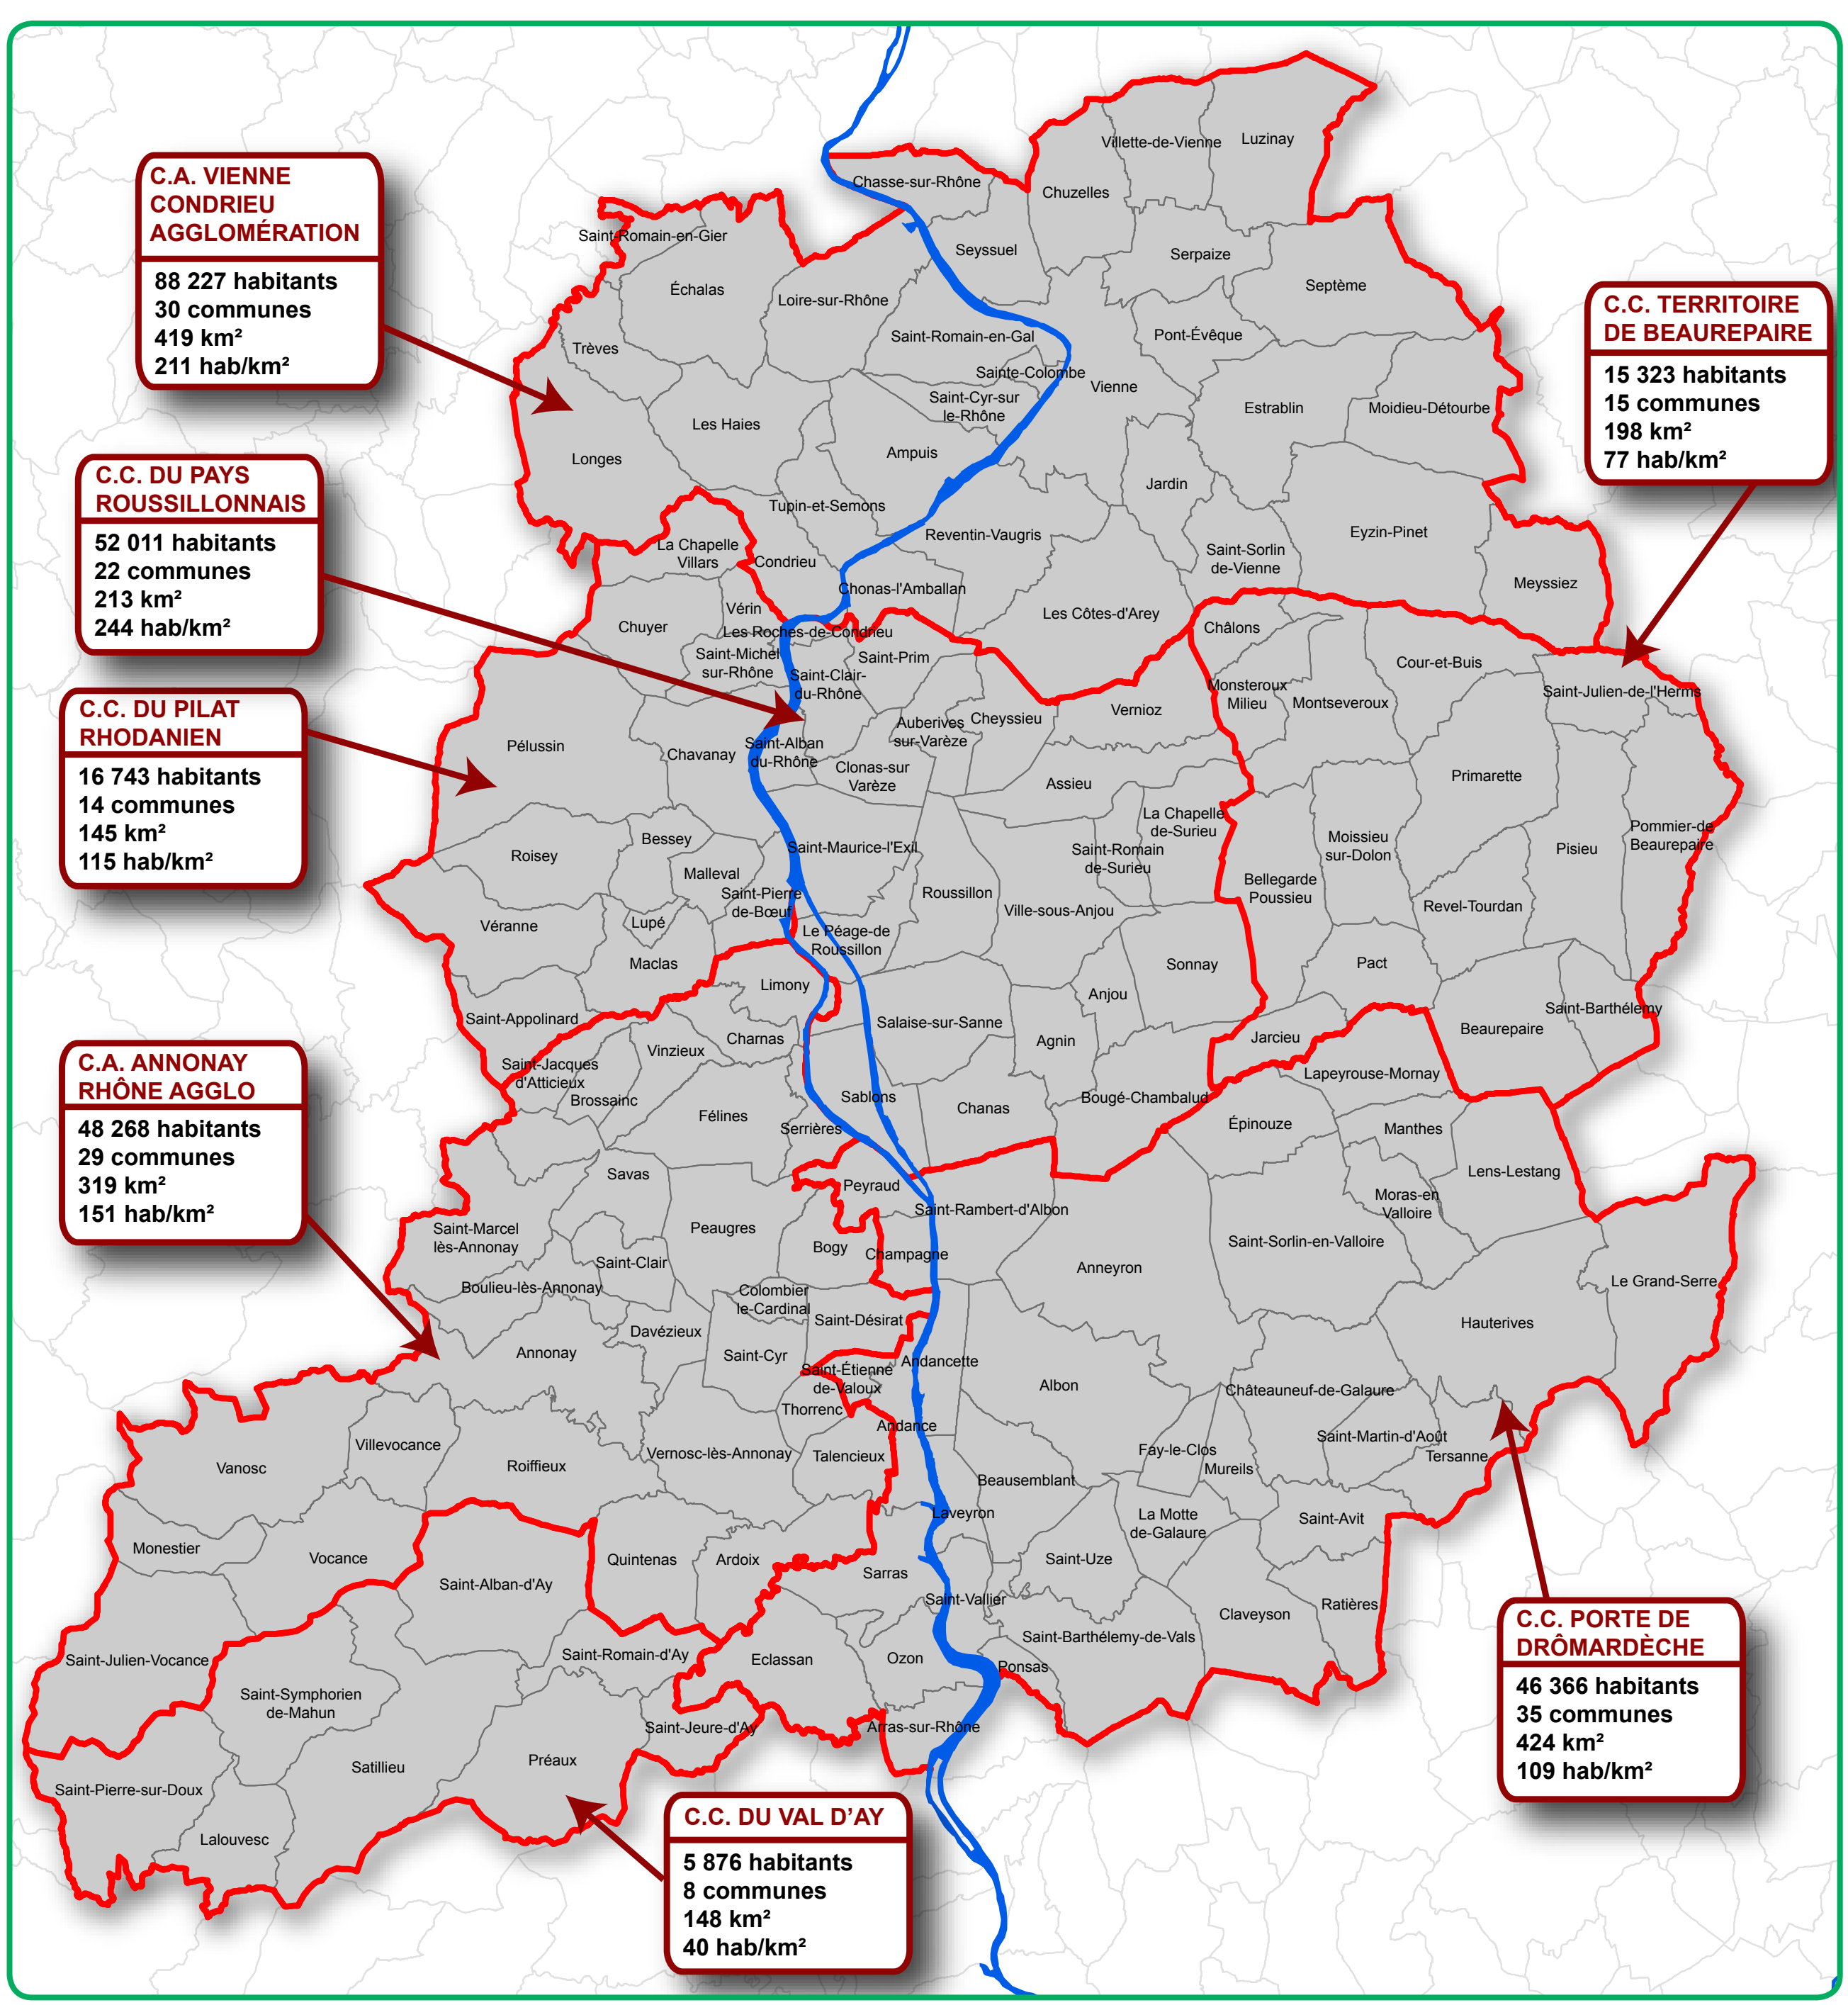 C.A. VIENNE
CONDRIEU
AGGLOMÉRATION
88 227 habitants
30 communes
419 km²
211 hab/km²
C.C. TERRITOIRE
DE BEAUREPAIRE
15 323 habitants
15 communes
198 km²
77 hab/km²
C.C. DU PAYS
ROUSSILLONNAIS
52 011 habitants
22 communes
213 km²
244 hab/km²
C.C. DU PILAT
RHODANIEN
16 743 habitants
14 communes
145 km²
115 hab/km²
C.A. ANNONAY
RHÔNE AGGLO
48 268 habitants
29 communes
319 km²
151 hab/km²
C.C. PORTE DE
DRÔMARDÈCHE
46 366 habitants
35 communes
424 km²
109 hab/km²
C.C. DU VAL D’AY
5 876 habitants
8 communes
148 km²
40 hab/km²
Villette-de-Vienne
Luzinay
Chasse-sur-Rhône
Chuzelles
Saint-Romain-en-Gier
Seyssuel
Serpaize
Échalas
Loire-sur-Rhône
Septème
Saint-Romain-en-Gal
Pont-Évêque
Trèves
Sainte-Colombe
Vienne
Saint-Cyr-sur
le-Rhône
Estrablin
Moidieu-Détourbe
Les Haies
Ampuis
Longes
Jardin
Tupin-et-Semons
Reventin-Vaugris
Eyzin-Pinet
La Chapelle
Villars
Condrieu
Saint-Sorlin
de-Vienne
Meyssiez
Chonas-l'Amballan
Vérin
Les Côtes-d'Arey
Chuyer
Les Roches-de-Condrieu
Châlons
Saint-Michel
sur-Rhône
Saint-Prim
Cour-et-Buis
Saint-Clair-
du-Rhône
Monsteroux
Milieu
Montseveroux
Saint-Julien-de-l'Herms
Vernioz
Cheyssieu
Auberives
sur-Varèze
Pélussin
Chavanay
Saint-Alban
du-Rhône
Clonas-sur
Varèze
Assieu
Primarette
La Chapelle
de-Surieu
Bessey
Saint-Maurice-l'Exil
Saint-Romain
de-Surieu
Moissieu
sur-Dolon
Pisieu
Pommier-de
Beaurepaire
Roisey
Malleval
Saint-Pierre
de-Bœuf
Roussillon
Ville-sous-Anjou
Bellegarde
Poussieu
Revel-Tourdan
Véranne
Lupé
Le Péage-de
Roussillon
Maclas
Sonnay
Pact
Limony
Anjou
Saint-Barthélemy
Saint-Appolinard
Salaise-sur-Sanne
Beaurepaire
Charnas
Agnin
Jarcieu
Vinzieux
Saint-Jacques
d'Atticieux
Brossainc
Lapeyrouse-Mornay
Sablons
Bougé-Chambalud
Chanas
Félines
Serrières
Épinouze
Manthes
Savas
Peyraud
Lens-Lestang
Saint-Rambert-d'Albon
Moras-en
Valloire
Saint-Marcel
lès-Annonay
Peaugres
Bogy
Champagne
Saint-Sorlin-en-Valloire
Saint-Clair
Anneyron
Boulieu-lès-Annonay
Colombier
le-Cardinal
Le Grand-Serre
Saint-Désirat
Davézieux
Hauterives
Annonay
Saint-Cyr
Andancette
Saint-Étienne
de-Valoux
Albon
Châteauneuf-de-Galaure
Thorrenc
Andance
Villevocance
Saint-Martin-d'Août
Vernosc-lès-Annonay
Talencieux
Fay-le-Clos
Tersanne
Vanosc
Roiffieux
Mureils
Beausemblant
Laveyron
La Motte
de-Galaure
Saint-Avit
Monestier
Vocance
Quintenas
Ardoix
Saint-Uze
Sarras
Saint-Alban-d'Ay
Saint-Vallier
Ratières
Claveyson
Saint-Barthélemy-de-Vals
Saint-Romain-d'Ay
Eclassan
Ozon
Ponsas
Saint-Julien-Vocance
Saint-Symphorien
de-Mahun
Saint-Jeure-d'Ay
Arras-sur-Rhône
Préaux
Satillieu
Saint-Pierre-sur-Doux
Lalouvesc